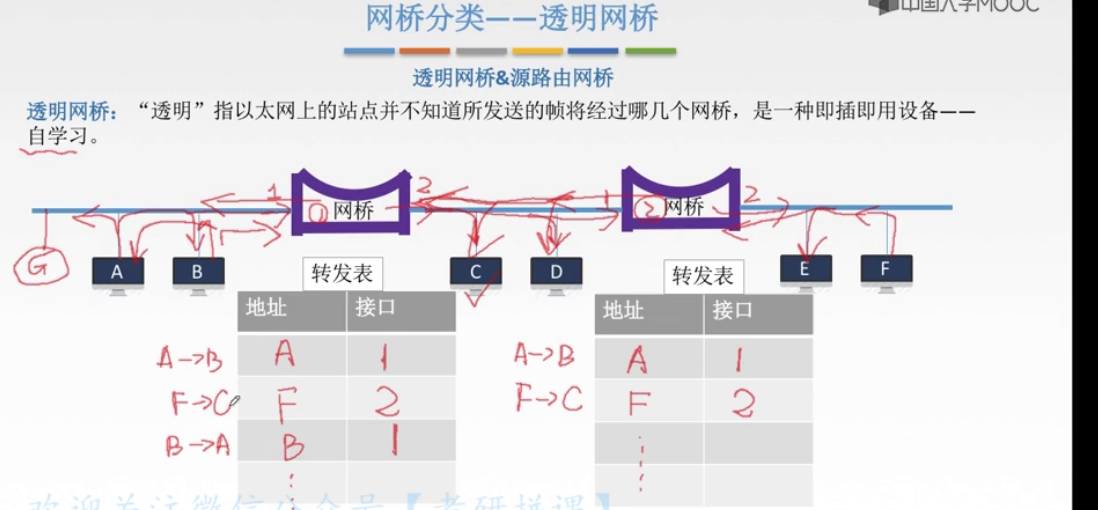 中国大学MOOC
网桥分类——透明网桥
透明网桥&源路由网桥
透明网桥：“透明”指以太网上的站点并不知道所发送的帧将经过哪几个网桥，是一种即插即用设备——
自学习。
1 2 1 2
① 网桥 ② 网桥
G A B 转发表 C D 转发表 E F
地址 接口 地址 接口
A→B A 1 A→B A 1
F→C F 2 F→C F 2
B→A B 1
欢迎关注微信公众号【考研拼课】